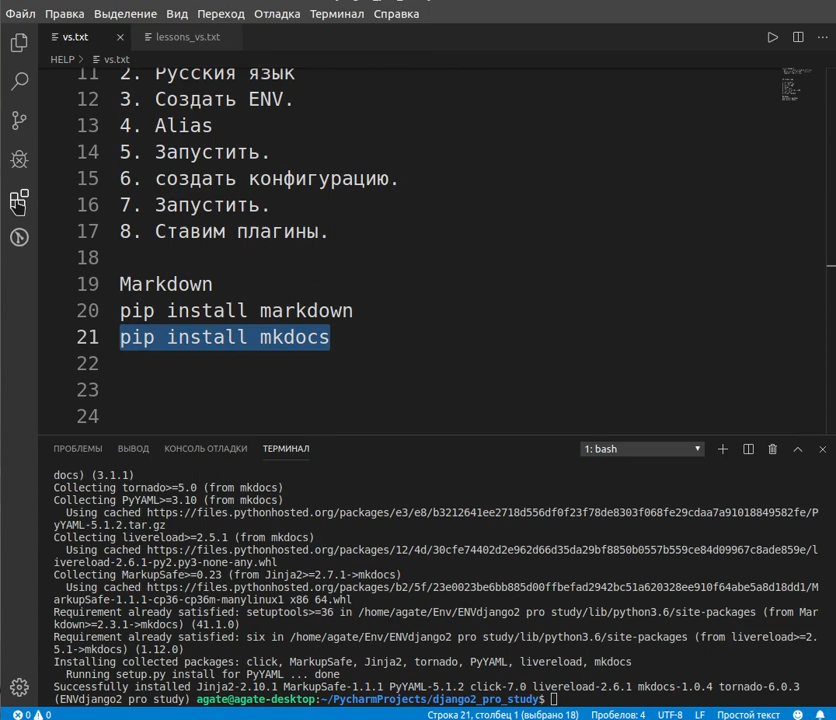 Файл Правка Выделение Вид Переход Отладка Терминал Справка
vs.txt × lessons_vs.txt
HELP > vs.txt
11 2. Русский язык
12 3. Создать ENV.
13 4. Alias
14 5. Запустить.
15 6. создать конфигурацию.
16 7. Запустить.
17 8. Ставим плагины.
18
19 Markdown
20 pip install markdown
21 pip install mkdocs
22
23
24
ПРОБЛЕМЫ ВЫВОД КОНСОЛЬ ОТЛАДКИ ТЕРМИНАЛ 1: bash
docs) (3.1.1)
Collecting tornado>=5.0 (from mkdocs)
Collecting PyYAML>=3.10 (from mkdocs)
Using cached https://files.pythonhosted.org/packages/e3/e8/b3212641ee2718d556df0f23f78de8303f068fe29cdaa7a91018849582fe/P
yYAML-5.1.2.tar.gz
Collecting livereload>=2.5.1 (from mkdocs)
Using cached https://files.pythonhosted.org/packages/12/4d/30cfe74402d2e962d66d35da29bf8850b0557b559ce84d09967c8ade859e/l
ivereload-2.6.1-py2.py3-none-any.whl
Collecting MarkupSafe>=0.23 (from Jinja2>=2.7.1->mkdocs)
Using cached https://files.pythonhosted.org/packages/b2/5f/23e0023be6bb885d00ffbefad2942bc51a620328ee910f64abe5a8d18dd1/M
arkupSafe-1.1.1-cp36-cp36m-manylinux1_x86_64.whl
Requirement already satisfied: setuptools>=36 in /home/agate/Env/ENVdjango2_pro_study/lib/python3.6/site-packages (from Mar
kdown>=2.3.1->mkdocs) (41.1.0)
Requirement already satisfied: six in /home/agate/Env/ENVdjango2_pro_study/lib/python3.6/site-packages (from livereload>=2.
5.1->mkdocs) (1.12.0)
Installing collected packages: click, MarkupSafe, Jinja2, tornado, PyYAML, livereload, mkdocs
Running setup.py install for PyYAML ... done
Successfully installed Jinja2-2.10.1 MarkupSafe-1.1.1 PyYAML-5.1.2 click-7.0 livereload-2.6.1 mkdocs-1.0.4 tornado-6.0.3
(ENVdjango2_pro_study) agate@agate-desktop:~/PycharmProjects/django2_pro_study$
0 0 Строка 21, столбец 1 (выбрано 18) Пробелов: 4 UTF-8 LF Простой текст